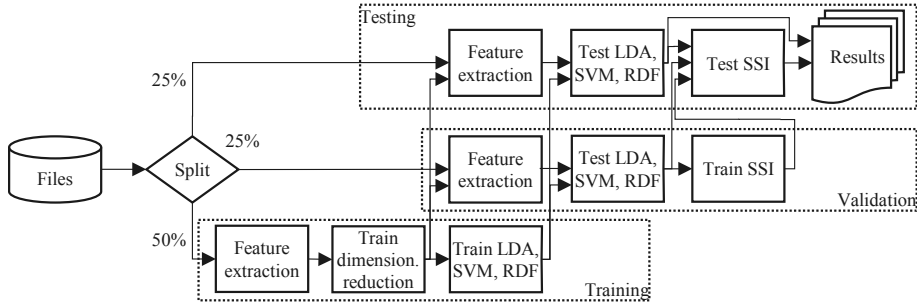 Testing
Feature
extraction
Test LDA,
SVM, RDF
Test SSI
Results
25%
Files
Split
25%
Feature
extraction
Test LDA,
SVM, RDF
Train SSI
Validation
50%
Feature
extraction
Train
dimension.
reduction
Train LDA,
SVM, RDF
Training